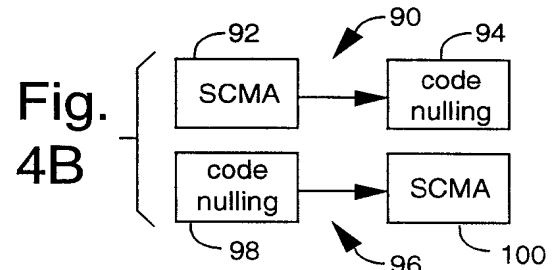 Fig.
4B
92
90
94
SCMA
code
nulling
code
nulling
SCMA
98
96
100